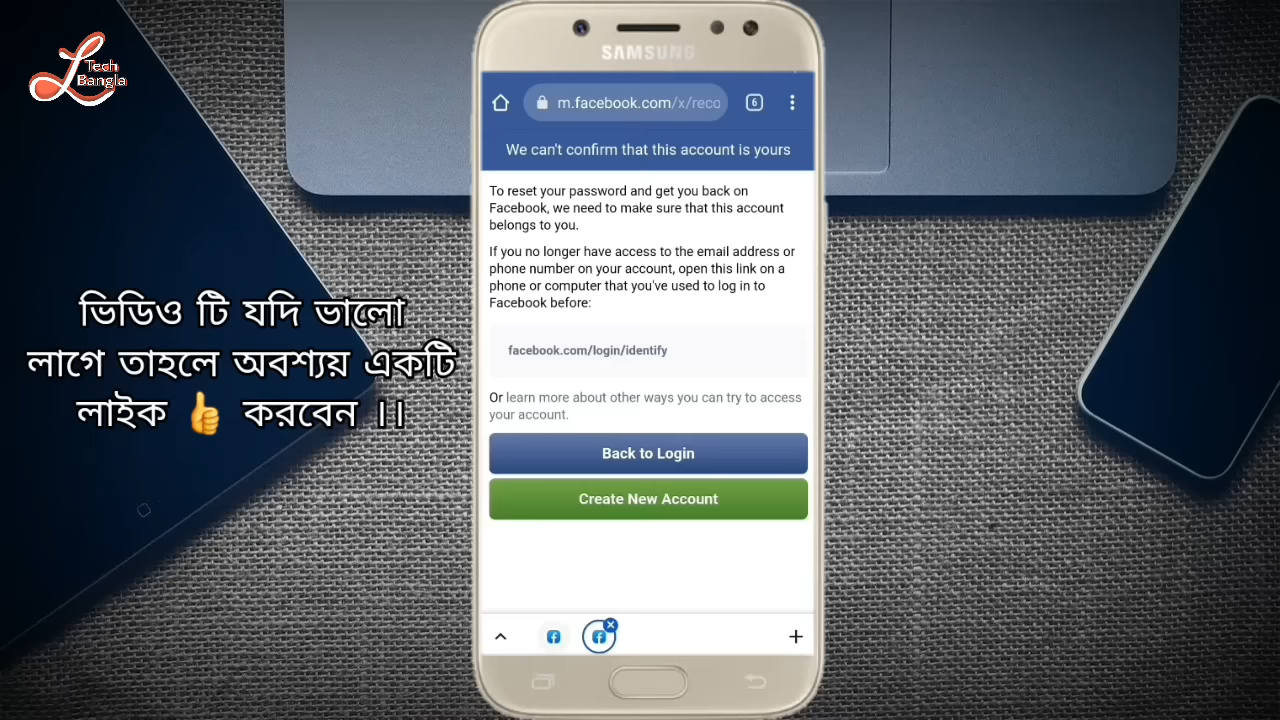 Tech
Bangla
SAMSUNG
m.facebook.com/x/reco
6
We can't confirm that this account is yours
To reset your password and get you back on
Facebook, we need to make sure that this account
belongs to you.
If you no longer have access to the email address or
phone number on your account, open this link on a
phone or computer that you've used to log in to
Facebook before:
facebook.com/login/identify
Or learn more about other ways you can try to access
your account.
Back to Login
Create New Account
ভিডিও টি যদি ভালো
লাগে তাহলে অবশ্যয় একটি
লাইক 👍 করবেন ।।